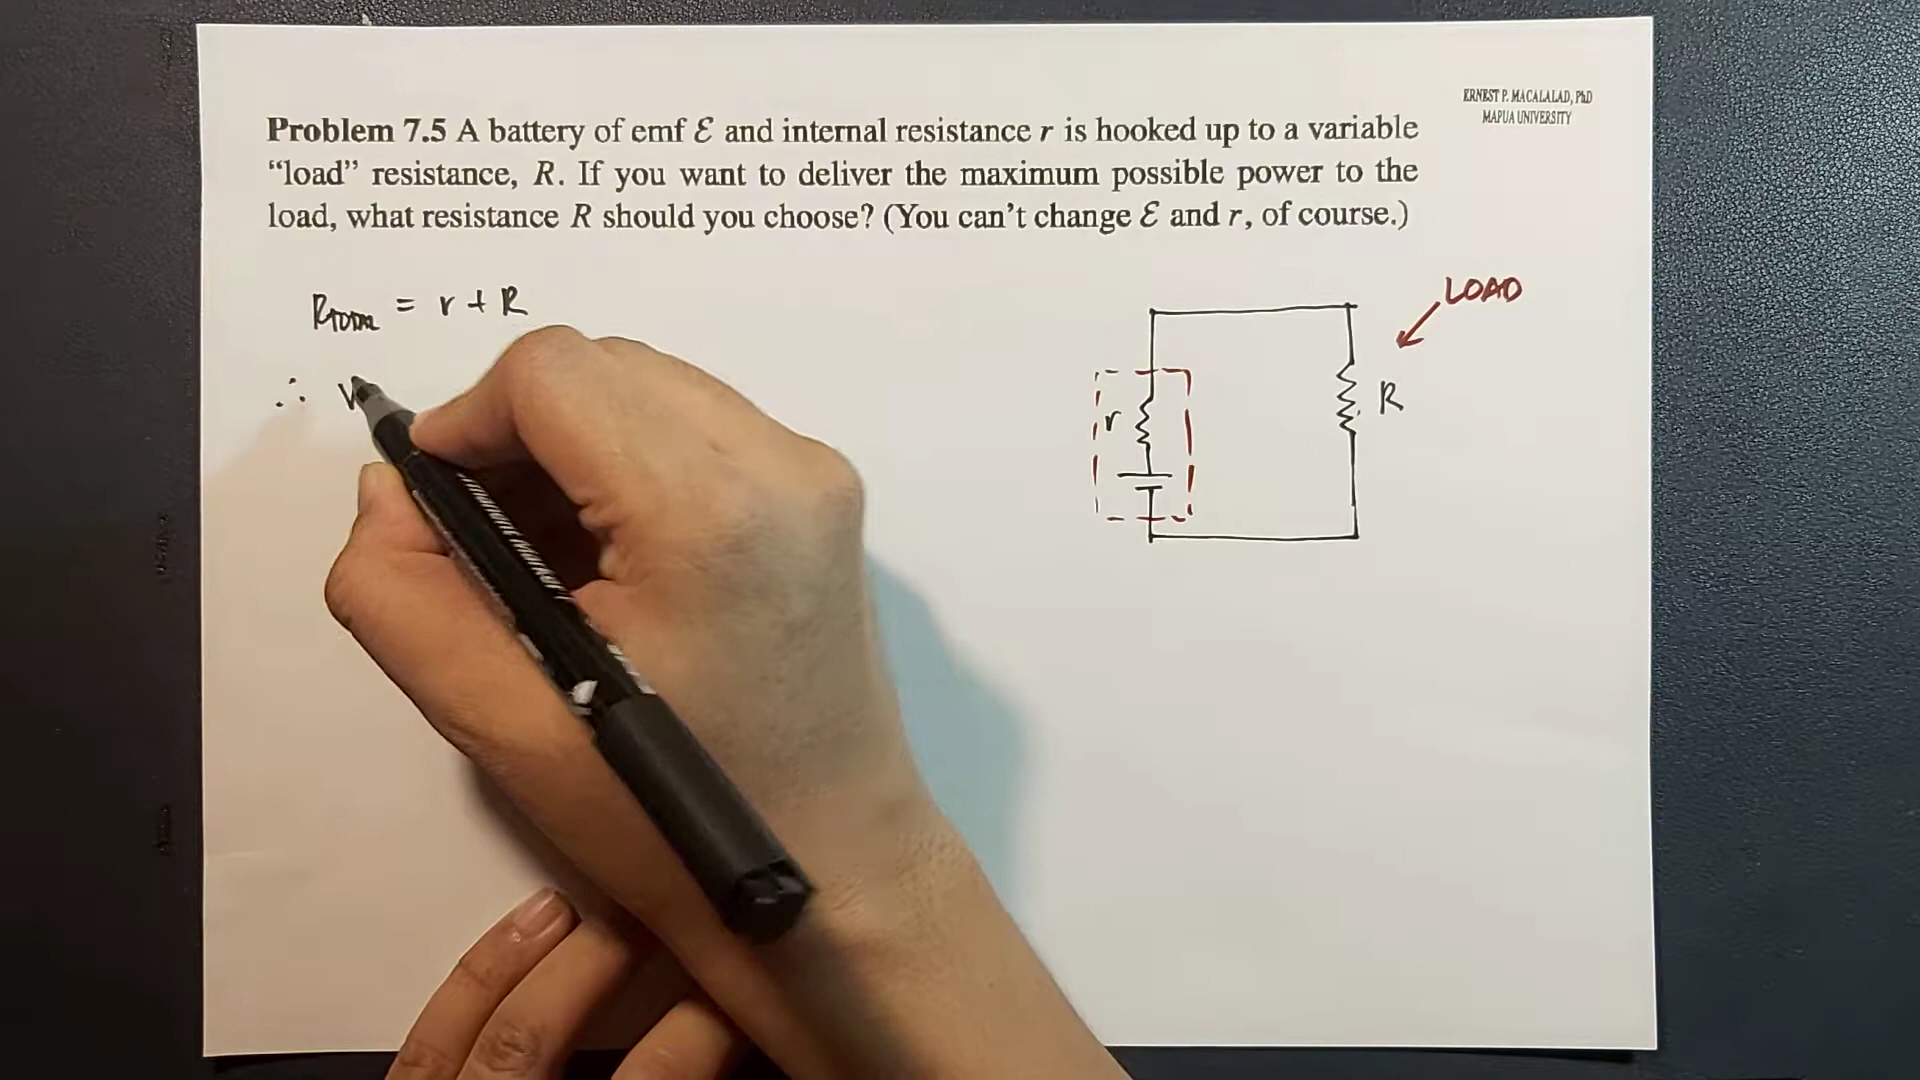 ERNEST P. MACALALAD, PhD
MAPUA UNIVERSITY
Problem 7.5 A battery of emf ℰ and internal resistance r is hooked up to a variable
“load” resistance, R. If you want to deliver the maximum possible power to the
load, what resistance R should you choose? (You can’t change ℰ and r, of course.)
R_TOTAL = r + R
∴ V
LOAD
r
R
Marker